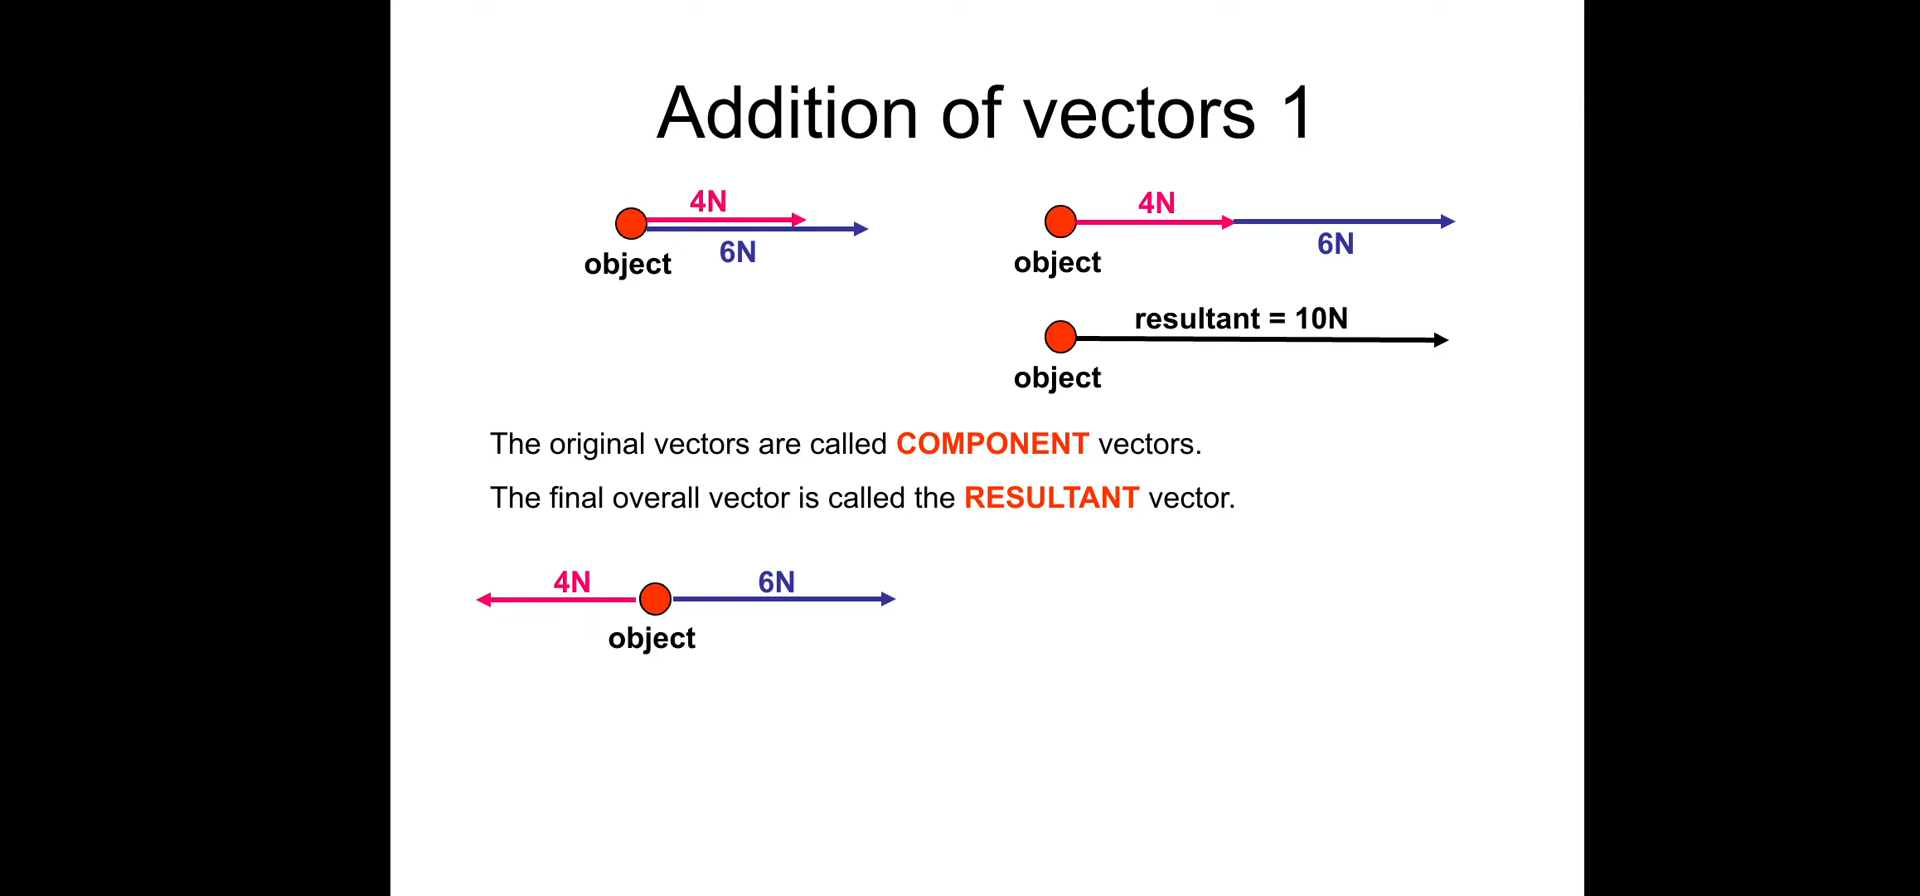 Addition of vectors 1
4N
6N
object
4N
6N
object
resultant = 10N
object
The original vectors are called COMPONENT vectors.
The final overall vector is called the RESULTANT vector.
4N 6N
object